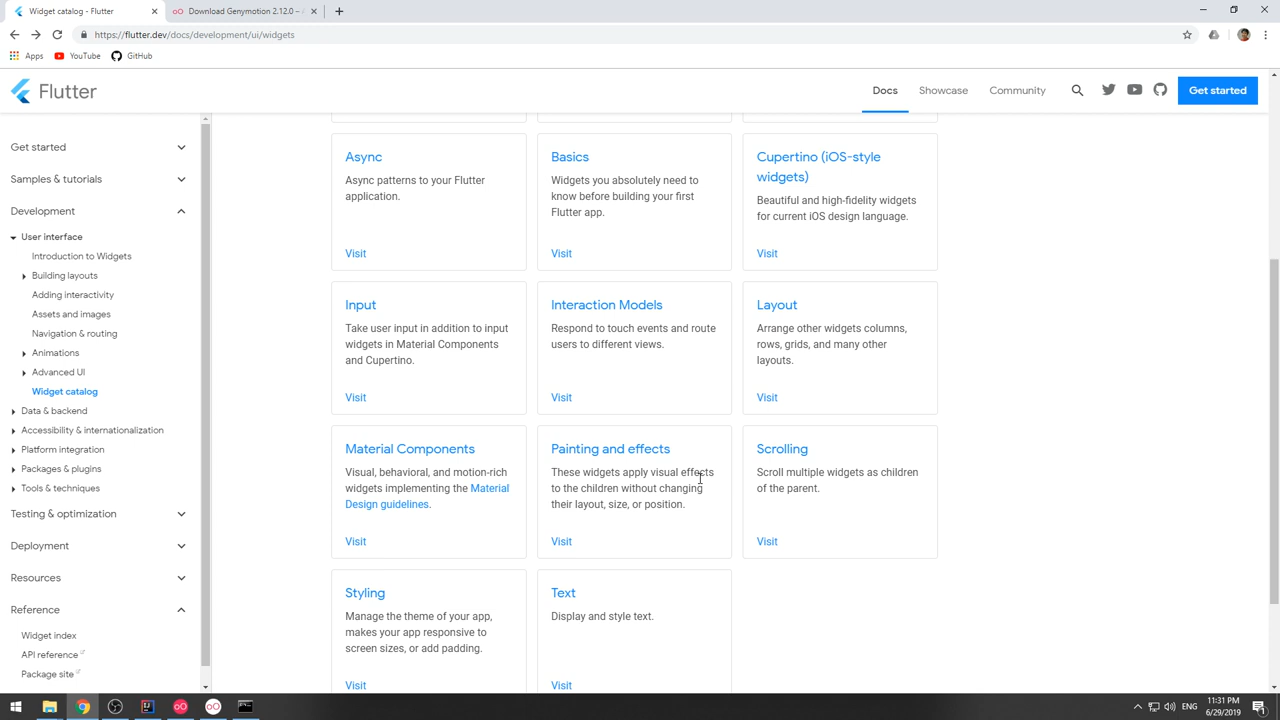 Widget catalog - Flutter
Download Genymotion 2.12.0 – A
https://flutter.dev/docs/development/ui/widgets
Apps
YouTube
GitHub
Flutter
Docs
Showcase
Community
Get started
Get started
Samples & tutorials
Development
User interface
Introduction to Widgets
Building layouts
Adding interactivity
Assets and images
Navigation & routing
Animations
Advanced UI
Widget catalog
Data & backend
Accessibility & internationalization
Platform integration
Packages & plugins
Tools & techniques
Testing & optimization
Deployment
Resources
Reference
Widget index
API reference
Package site
Async
Async patterns to your Flutter
application.
Visit
Basics
Widgets you absolutely need to
know before building your first
Flutter app.
Visit
Cupertino (iOS-style
widgets)
Beautiful and high-fidelity widgets
for current iOS design language.
Visit
Input
Take user input in addition to input
widgets in Material Components
and Cupertino.
Visit
Interaction Models
Respond to touch events and route
users to different views.
Visit
Layout
Arrange other widgets columns,
rows, grids, and many other
layouts.
Visit
Material Components
Visual, behavioral, and motion-rich
widgets implementing the Material
Design guidelines.
Visit
Painting and effects
These widgets apply visual effects
to the children without changing
their layout, size, or position.
Visit
Scrolling
Scroll multiple widgets as children
of the parent.
Visit
Styling
Manage the theme of your app,
makes your app responsive to
screen sizes, or add padding.
Visit
Text
Display and style text.
Visit
ENG
11:31 PM
6/29/2019
1